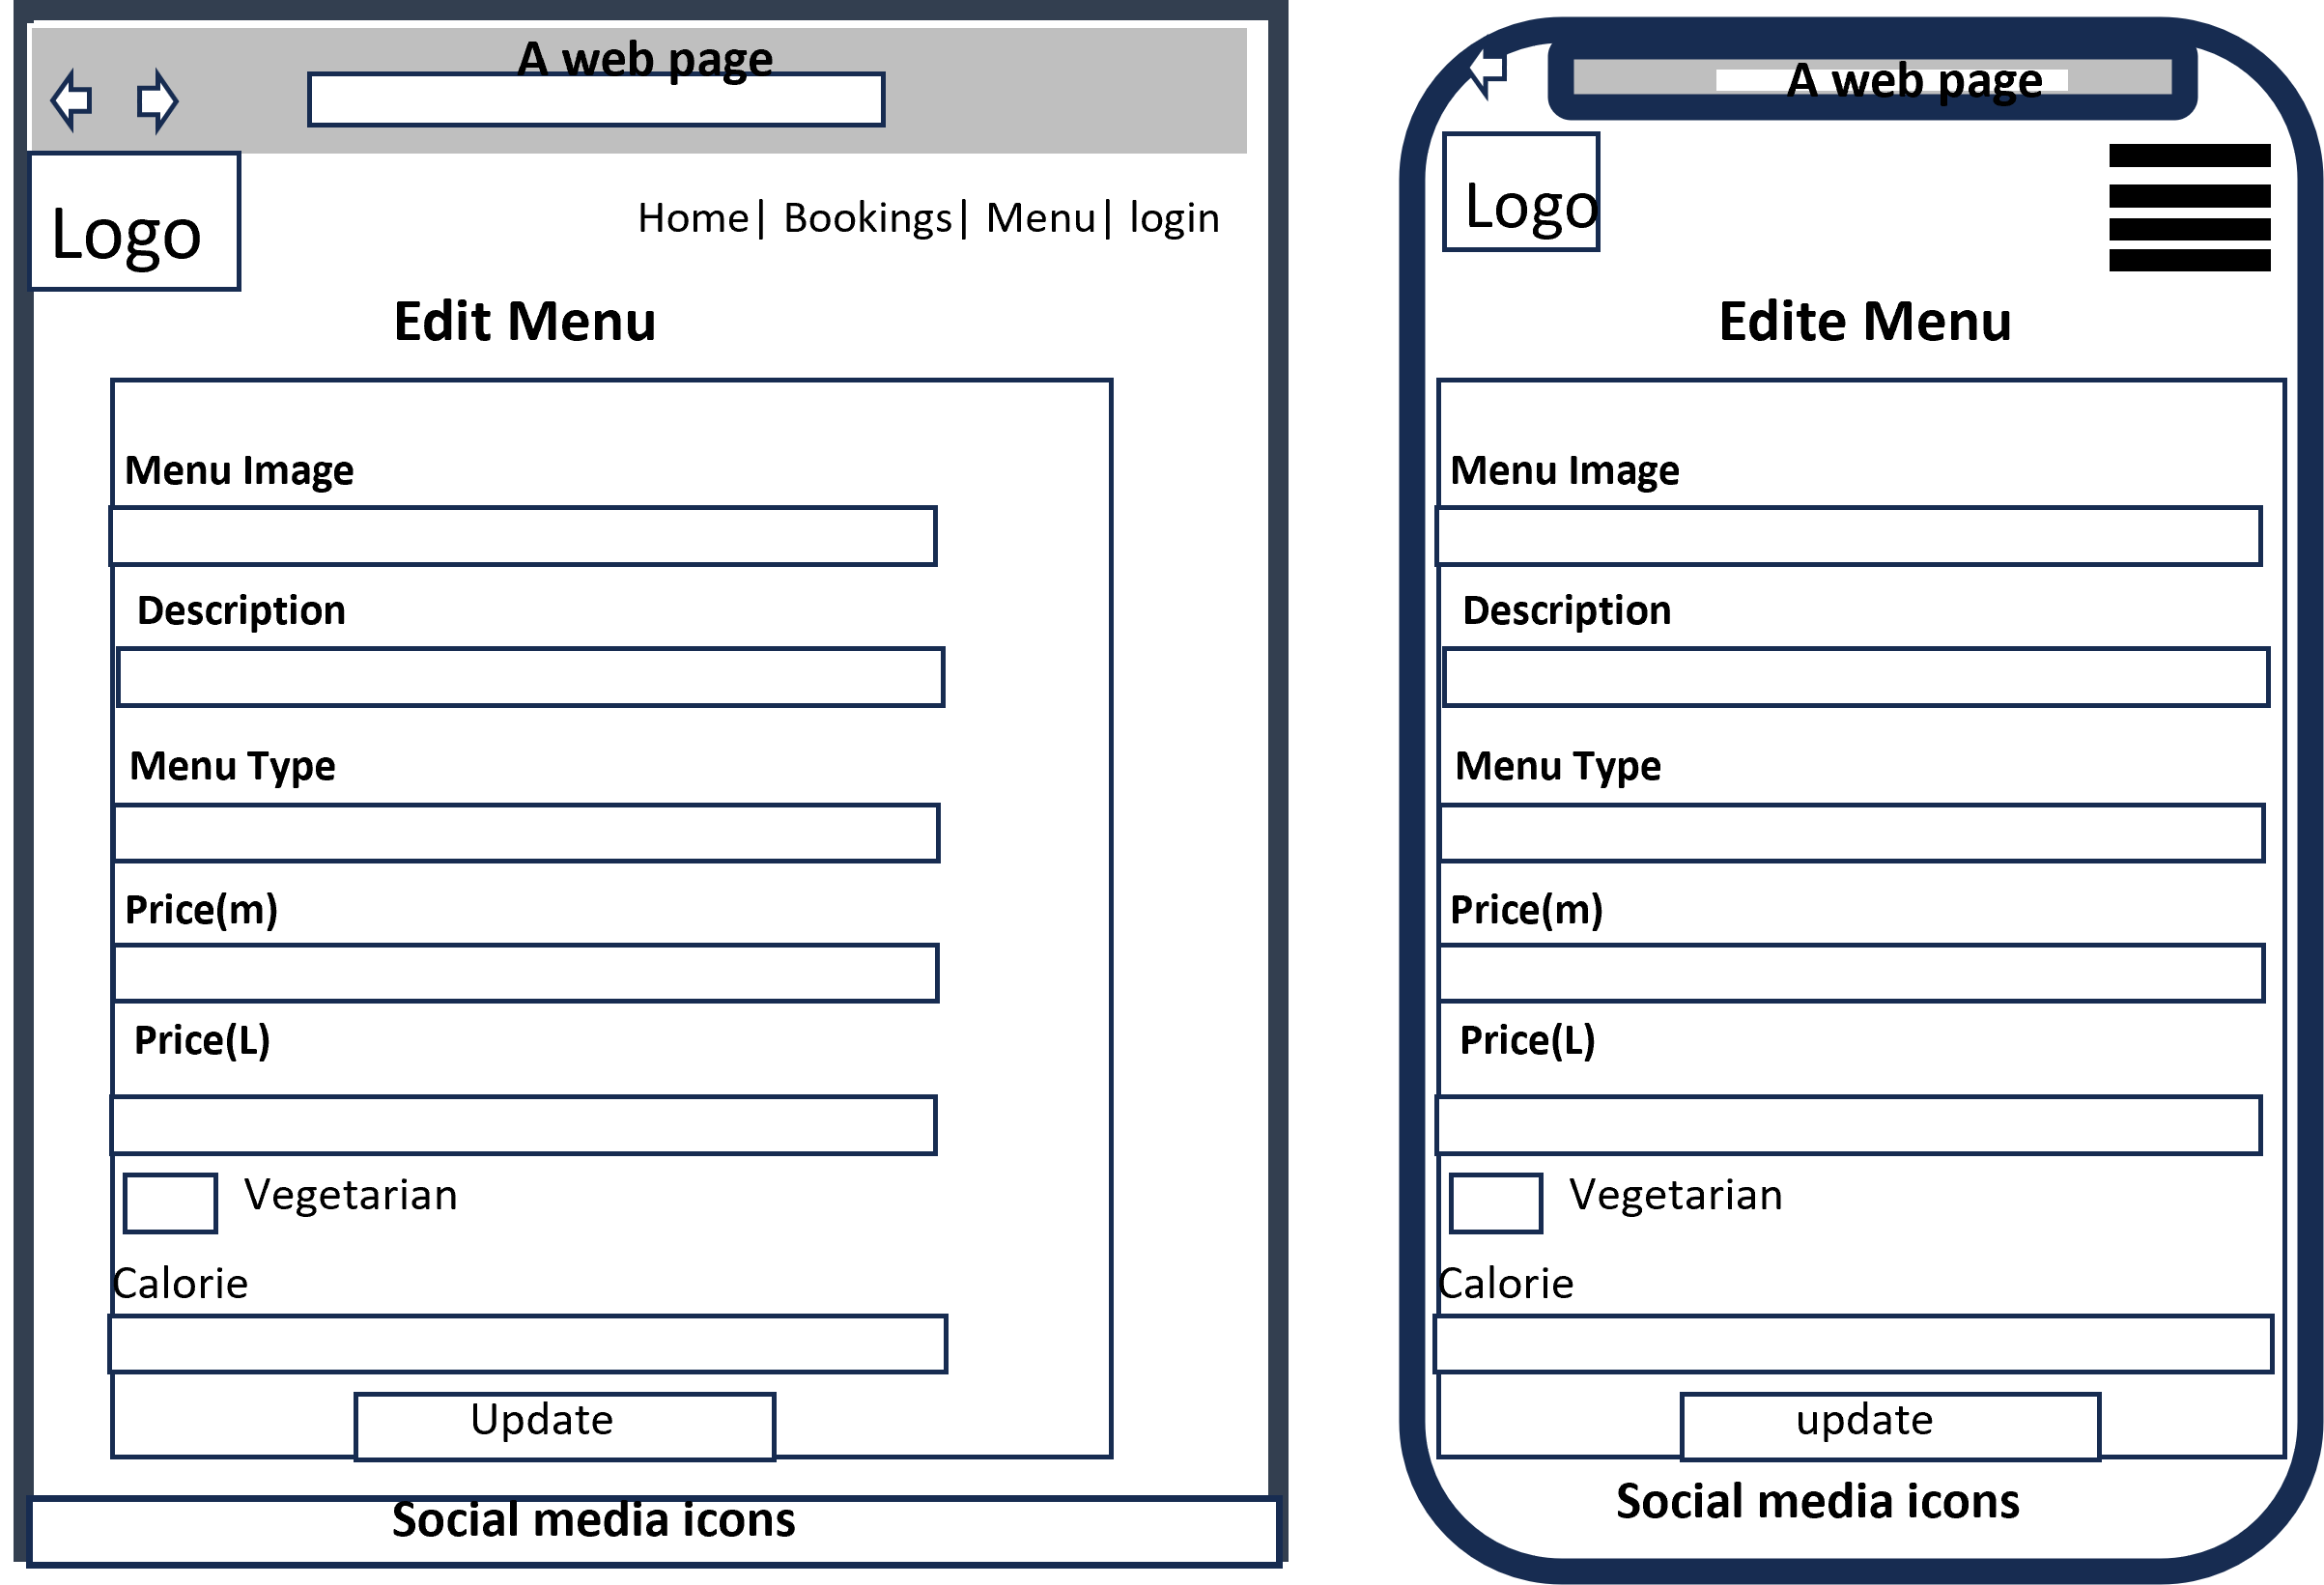 A web page
Logo
Home| Bookings| Menu| login
Edit Menu
Menu Image
Description
Menu Type
Price(m)
Price(L)
Vegetarian
Calorie
Update
Social media icons
A web page
Logo
Edite Menu
Menu Image
Description
Menu Type
Price(m)
Price(L)
Vegetarian
Calorie
update
Social media icons